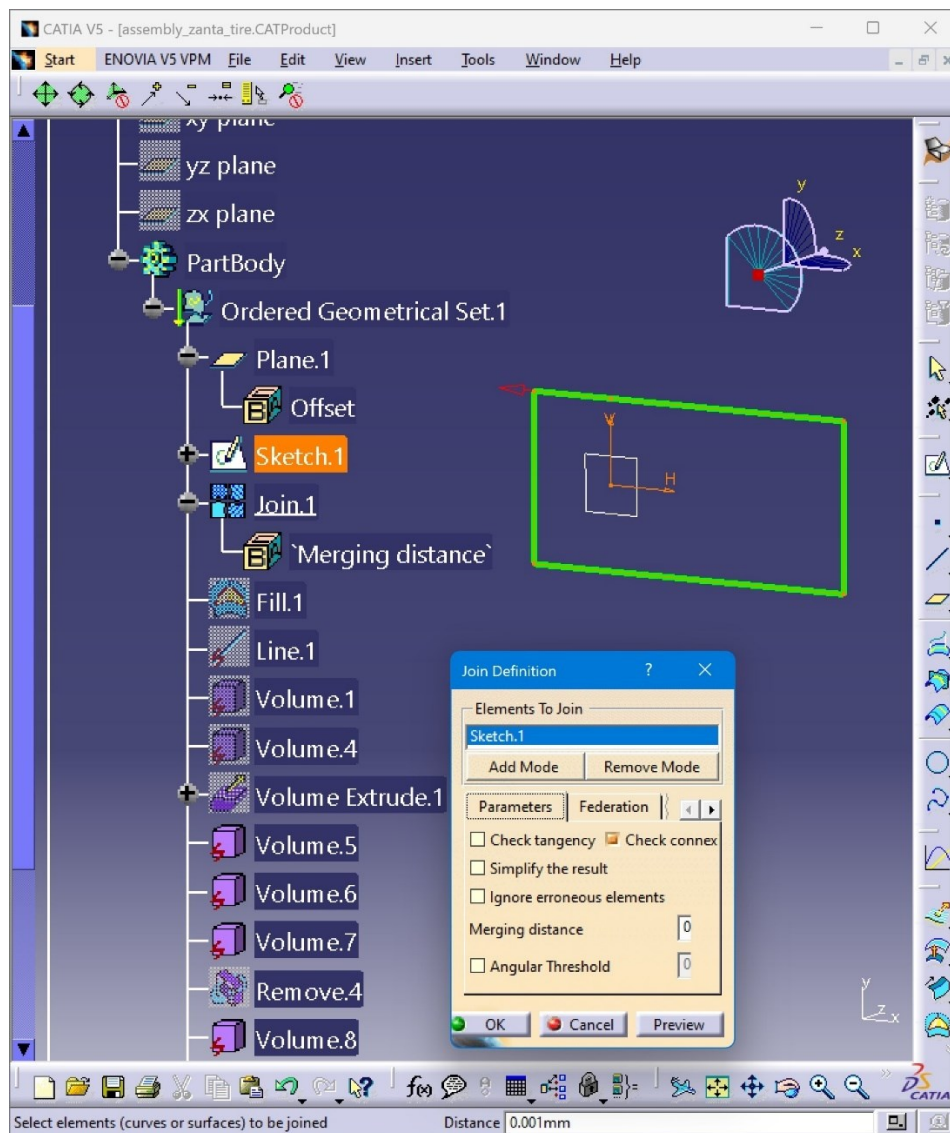 CATIA V5 - [assembly_zanta_tire.CATProduct]
Start ENOVIA V5 VPM File Edit View Insert Tools Window Help
xy plane
yz plane
zx plane
PartBody
Ordered Geometrical Set.1
Plane.1
Offset
Sketch.1
Join.1
`Merging distance`
Fill.1
Line.1
Volume.1
Volume.4
Volume Extrude.1
Volume.5
Volume.6
Volume.7
Remove.4
Volume.8
y
z
x
V
H
Join Definition ? X
Elements To Join
Sketch.1
Add Mode Remove Mode
Parameters Federation
Check tangency Check connex
Simplify the result
Ignore erroneous elements
Merging distance 0
Angular Threshold 0
OK Cancel Preview
y
z x
f(x)
CATIA
Select elements (curves or surfaces) to be joined Distance 0.001mm